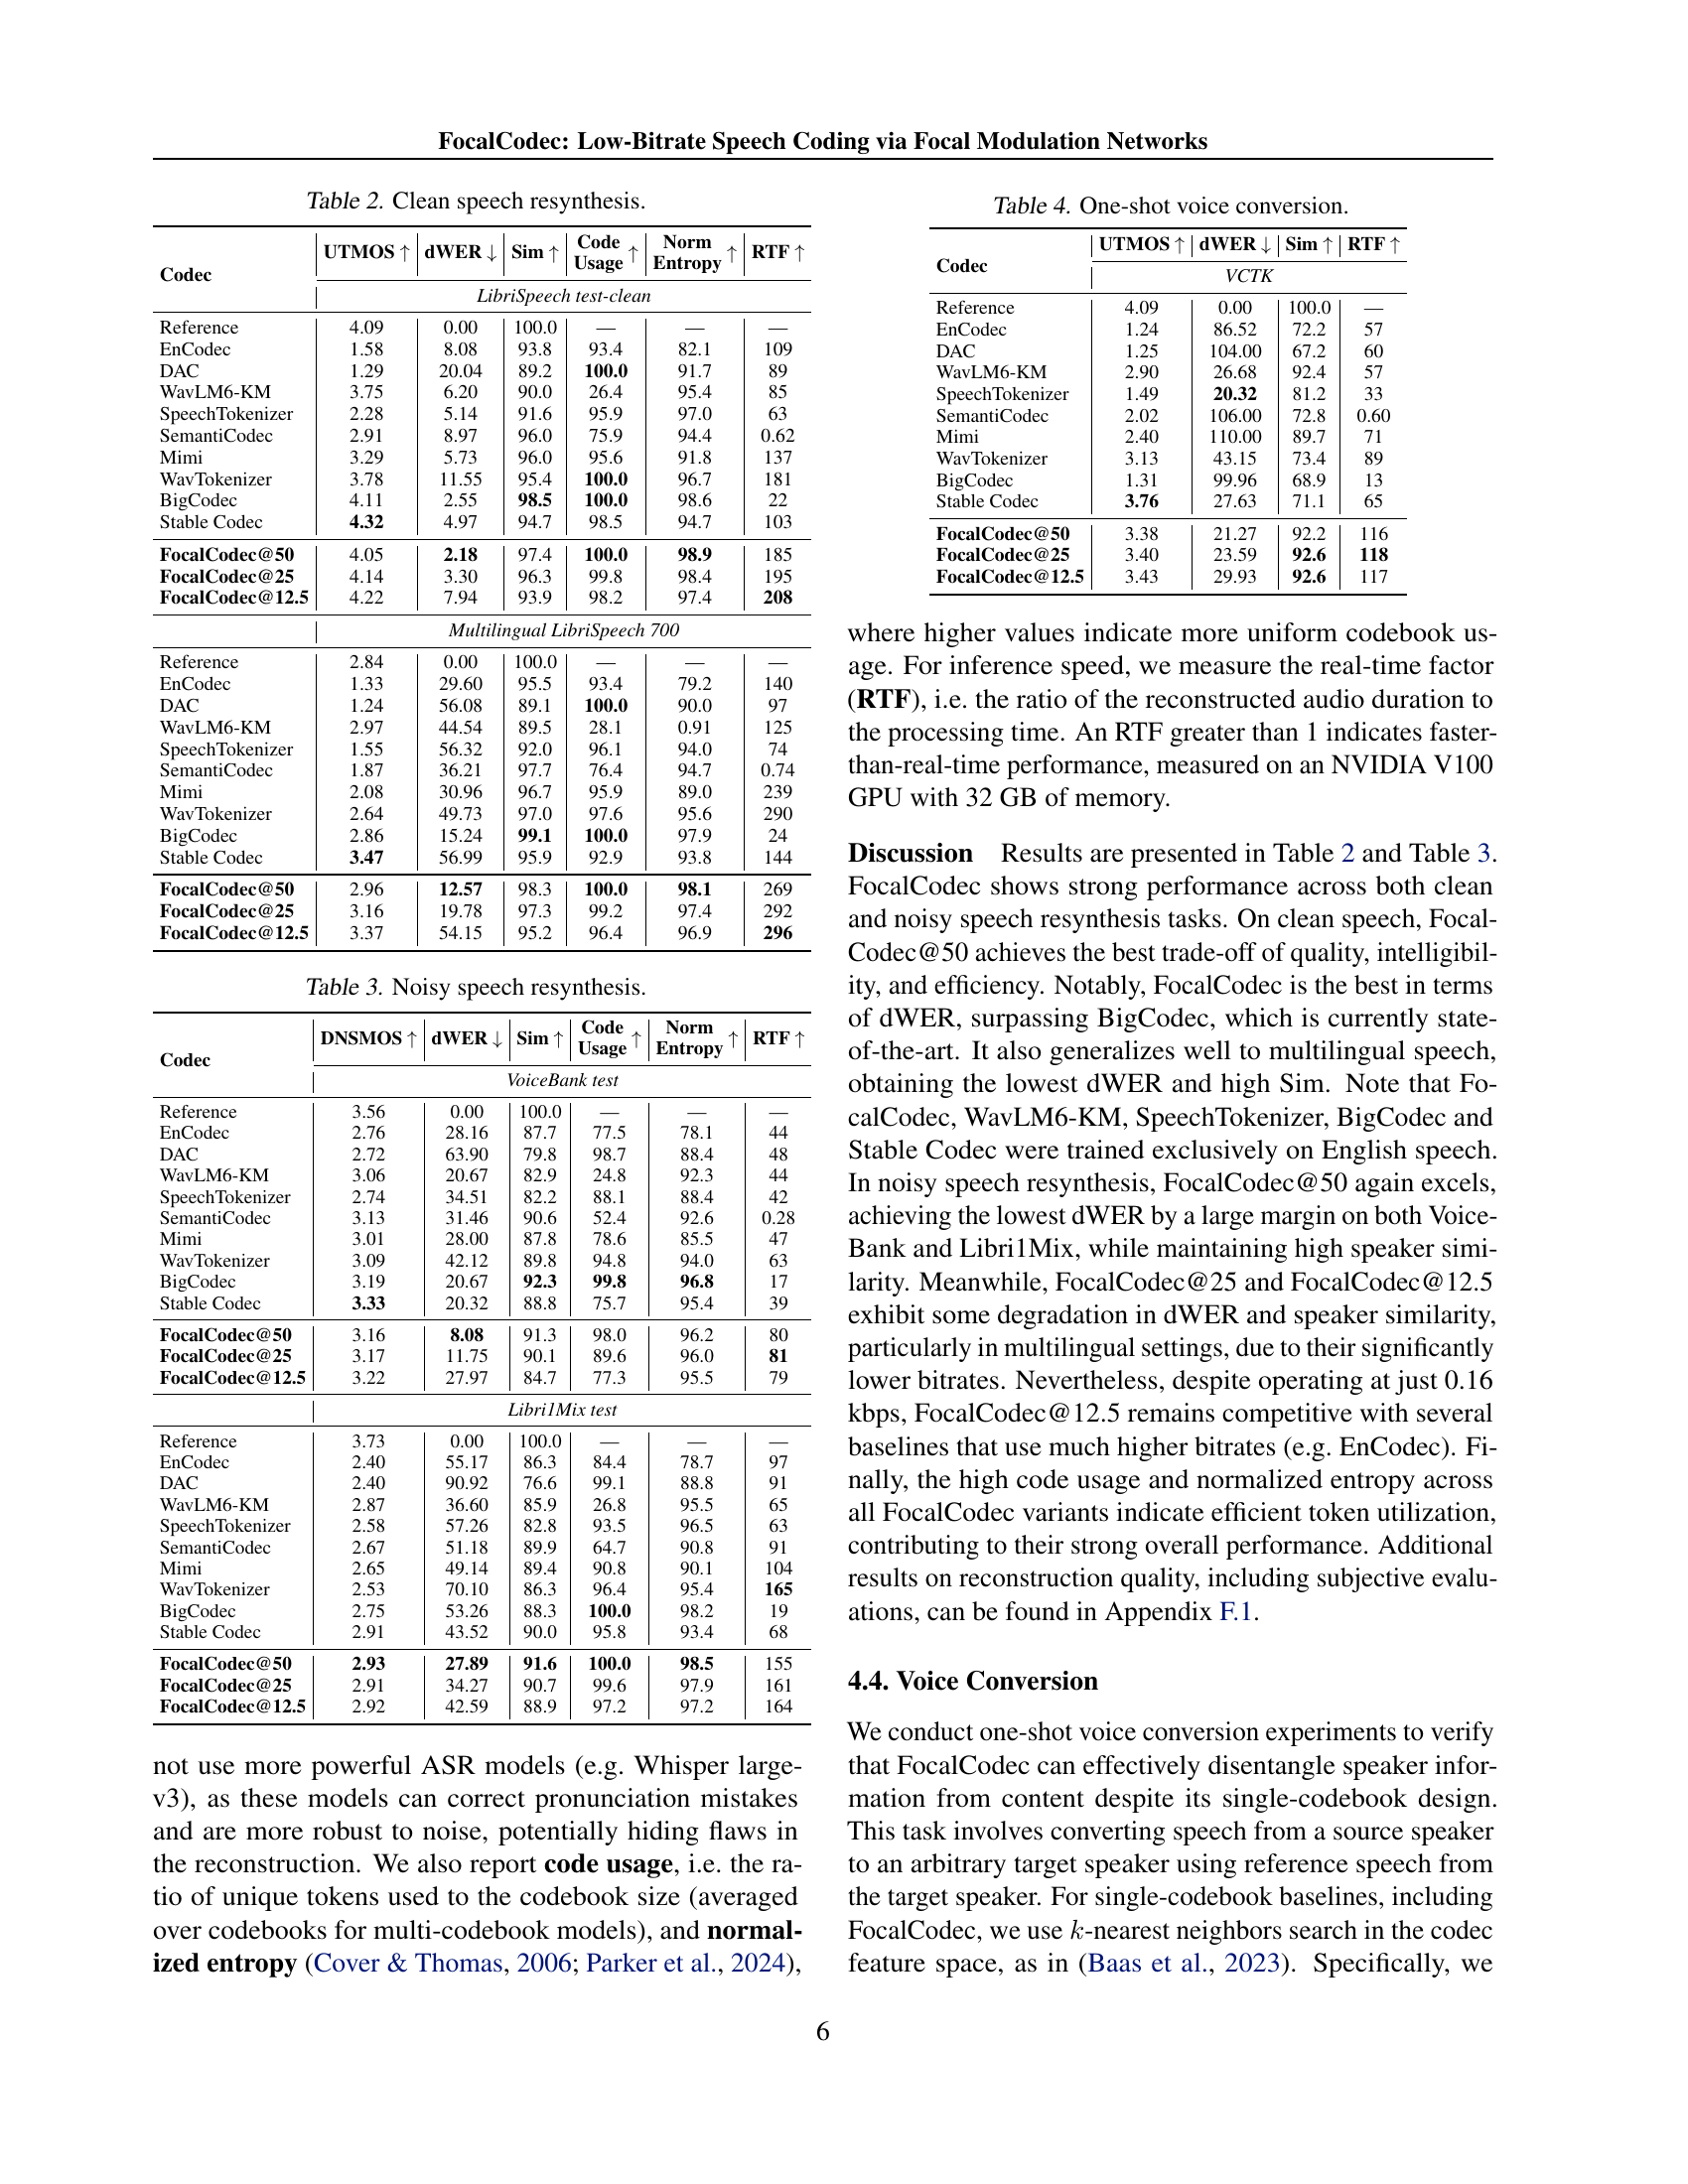 FocalCodec: Low-Bitrate Speech Coding via Focal Modulation Networks
Table 2. Clean speech resynthesis.
Codec UTMOS ↑ dWER ↓ Sim ↑ Code Usage ↑ Norm Entropy ↑ RTF ↑
LibriSpeech test-clean
Reference 4.09 0.00 100.0 — — —
EnCodec 1.58 8.08 93.8 93.4 82.1 109
DAC 1.29 20.04 89.2 100.0 91.7 89
WavLM6-KM 3.75 6.20 90.0 26.4 95.4 85
SpeechTokenizer 2.28 5.14 91.6 95.9 97.0 63
SemantiCodec 2.91 8.97 96.0 75.9 94.4 0.62
Mimi 3.29 5.73 96.0 95.6 91.8 137
WavTokenizer 3.78 11.55 95.4 100.0 96.7 181
BigCodec 4.11 2.55 98.5 100.0 98.6 22
Stable Codec 4.32 4.97 94.7 98.5 94.7 103
FocalCodec@50 4.05 2.18 97.4 100.0 98.9 185
FocalCodec@25 4.14 3.30 96.3 99.8 98.4 195
FocalCodec@12.5 4.22 7.94 93.9 98.2 97.4 208
Multilingual LibriSpeech 700
Reference 2.84 0.00 100.0 — — —
EnCodec 1.33 29.60 95.5 93.4 79.2 140
DAC 1.24 56.08 89.1 100.0 90.0 97
WavLM6-KM 2.97 44.54 89.5 28.1 0.91 125
SpeechTokenizer 1.55 56.32 92.0 96.1 94.0 74
SemantiCodec 1.87 36.21 97.7 76.4 94.7 0.74
Mimi 2.08 30.96 96.7 95.9 89.0 239
WavTokenizer 2.64 49.73 97.0 97.6 95.6 290
BigCodec 2.86 15.24 99.1 100.0 97.9 24
Stable Codec 3.47 56.99 95.9 92.9 93.8 144
FocalCodec@50 2.96 12.57 98.3 100.0 98.1 269
FocalCodec@25 3.16 19.78 97.3 99.2 97.4 292
FocalCodec@12.5 3.37 54.15 95.2 96.4 96.9 296
Table 3. Noisy speech resynthesis.
Codec DNSMOS ↑ dWER ↓ Sim ↑ Code Usage ↑ Norm Entropy ↑ RTF ↑
VoiceBank test
Reference 3.56 0.00 100.0 — — —
EnCodec 2.76 28.16 87.7 77.5 78.1 44
DAC 2.72 63.90 79.8 98.7 88.4 48
WavLM6-KM 3.06 20.67 82.9 24.8 92.3 44
SpeechTokenizer 2.74 34.51 82.2 88.1 88.4 42
SemantiCodec 3.13 31.46 90.6 52.4 92.6 0.28
Mimi 3.01 28.00 87.8 78.6 85.5 47
WavTokenizer 3.09 42.12 89.8 94.8 94.0 63
BigCodec 3.19 20.67 92.3 99.8 96.8 17
Stable Codec 3.33 20.32 88.8 75.7 95.4 39
FocalCodec@50 3.16 8.08 91.3 98.0 96.2 80
FocalCodec@25 3.17 11.75 90.1 89.6 96.0 81
FocalCodec@12.5 3.22 27.97 84.7 77.3 95.5 79
Libri1Mix test
Reference 3.73 0.00 100.0 — — —
EnCodec 2.40 55.17 86.3 84.4 78.7 97
DAC 2.40 90.92 76.6 99.1 88.8 91
WavLM6-KM 2.87 36.60 85.9 26.8 95.5 65
SpeechTokenizer 2.58 57.26 82.8 93.5 96.5 63
SemantiCodec 2.67 51.18 89.9 64.7 90.8 91
Mimi 2.65 49.14 89.4 90.8 90.1 104
WavTokenizer 2.53 70.10 86.3 96.4 95.4 165
BigCodec 2.75 53.26 88.3 100.0 98.2 19
Stable Codec 2.91 43.52 90.0 95.8 93.4 68
FocalCodec@50 2.93 27.89 91.6 100.0 98.5 155
FocalCodec@25 2.91 34.27 90.7 99.6 97.9 161
FocalCodec@12.5 2.92 42.59 88.9 97.2 97.2 164
not use more powerful ASR models (e.g. Whisper large-
v3), as these models can correct pronunciation mistakes
and are more robust to noise, potentially hiding flaws in
the reconstruction. We also report code usage, i.e. the ra-
tio of unique tokens used to the codebook size (averaged
over codebooks for multi-codebook models), and normal-
ized entropy (Cover & Thomas, 2006; Parker et al., 2024),
Table 4. One-shot voice conversion.
Codec UTMOS ↑ dWER ↓ Sim ↑ RTF ↑
VCTK
Reference 4.09 0.00 100.0 —
EnCodec 1.24 86.52 72.2 57
DAC 1.25 104.00 67.2 60
WavLM6-KM 2.90 26.68 92.4 57
SpeechTokenizer 1.49 20.32 81.2 33
SemantiCodec 2.02 106.00 72.8 0.60
Mimi 2.40 110.00 89.7 71
WavTokenizer 3.13 43.15 73.4 89
BigCodec 1.31 99.96 68.9 13
Stable Codec 3.76 27.63 71.1 65
FocalCodec@50 3.38 21.27 92.2 116
FocalCodec@25 3.40 23.59 92.6 118
FocalCodec@12.5 3.43 29.93 92.6 117
where higher values indicate more uniform codebook us-
age. For inference speed, we measure the real-time factor
(RTF), i.e. the ratio of the reconstructed audio duration to
the processing time. An RTF greater than 1 indicates faster-
than-real-time performance, measured on an NVIDIA V100
GPU with 32 GB of memory.
Discussion Results are presented in Table 2 and Table 3.
FocalCodec shows strong performance across both clean
and noisy speech resynthesis tasks. On clean speech, Focal-
Codec@50 achieves the best trade-off of quality, intelligibil-
ity, and efficiency. Notably, FocalCodec is the best in terms
of dWER, surpassing BigCodec, which is currently state-
of-the-art. It also generalizes well to multilingual speech,
obtaining the lowest dWER and high Sim. Note that Fo-
calCodec, WavLM6-KM, SpeechTokenizer, BigCodec and
Stable Codec were trained exclusively on English speech.
In noisy speech resynthesis, FocalCodec@50 again excels,
achieving the lowest dWER by a large margin on both Voice-
Bank and Libri1Mix, while maintaining high speaker simi-
larity. Meanwhile, FocalCodec@25 and FocalCodec@12.5
exhibit some degradation in dWER and speaker similarity,
particularly in multilingual settings, due to their significantly
lower bitrates. Nevertheless, despite operating at just 0.16
kbps, FocalCodec@12.5 remains competitive with several
baselines that use much higher bitrates (e.g. EnCodec). Fi-
nally, the high code usage and normalized entropy across
all FocalCodec variants indicate efficient token utilization,
contributing to their strong overall performance. Additional
results on reconstruction quality, including subjective evalu-
ations, can be found in Appendix F.1.
4.4. Voice Conversion
We conduct one-shot voice conversion experiments to verify
that FocalCodec can effectively disentangle speaker infor-
mation from content despite its single-codebook design.
This task involves converting speech from a source speaker
to an arbitrary target speaker using reference speech from
the target speaker. For single-codebook baselines, including
FocalCodec, we use k-nearest neighbors search in the codec
feature space, as in (Baas et al., 2023). Specifically, we
6